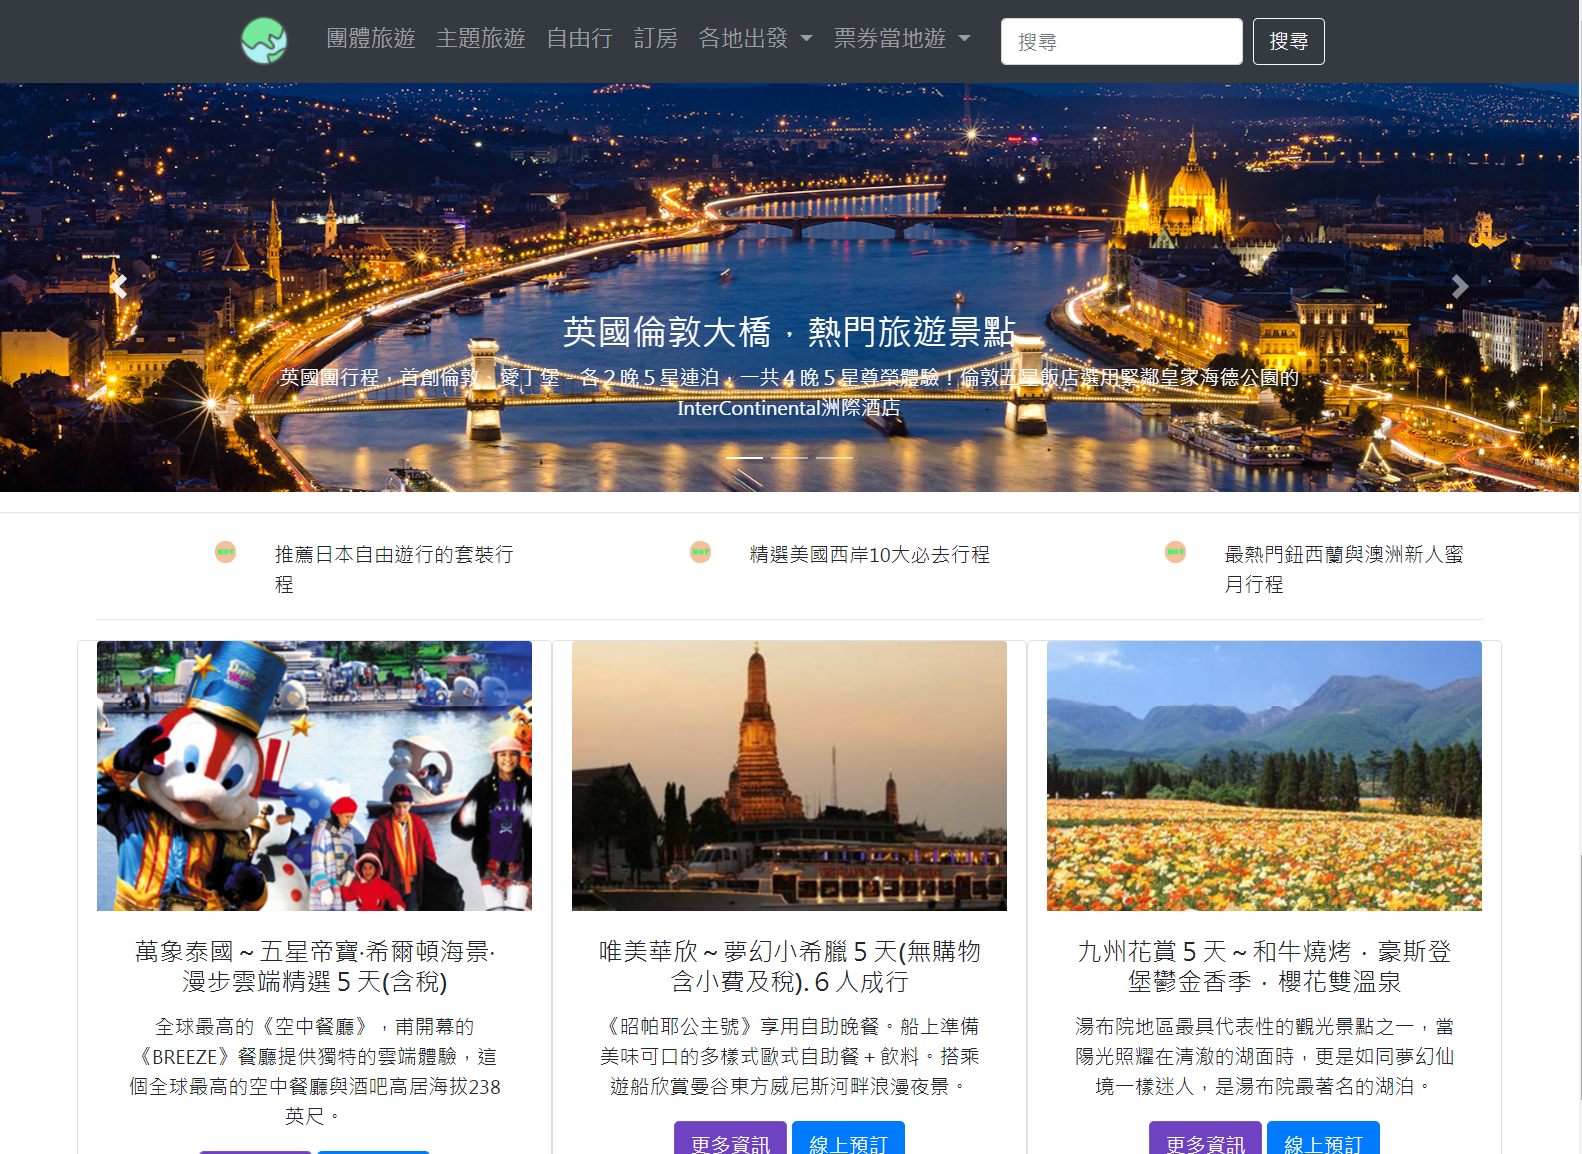 團體旅遊 主題旅遊 自由行 訂房 各地出發 票券當地遊 搜尋 搜尋
英國倫敦大橋，熱門旅遊景點
英國團行程，首創倫敦、愛丁堡－各２晚５星連泊，一共４晚５星尊榮體驗！倫敦五星飯店選用緊鄰皇家海德公園的
InterContinental洲際酒店
HOT 推薦日本自由遊行的套裝行
程
HOT 精選美國西岸10大必去行程
HOT 最熱門鈕西蘭與澳洲新人蜜
月行程
萬象泰國～五星帝寶‧希爾頓海景‧
漫步雲端精選５天(含稅)
全球最高的《空中餐廳》，甫開幕的
《BREEZE》餐廳提供獨特的雲端體驗，這
個全球最高的空中餐廳與酒吧高居海拔238
英尺。
唯美華欣～夢幻小希臘５天(無購物
含小費及稅).６人成行
《昭帕耶公主號》享用自助晚餐。船上準備
美味可口的多樣式歐式自助餐＋飲料。搭乘
遊船欣賞曼谷東方威尼斯河畔浪漫夜景。
更多資訊 線上預訂
九州花賞５天～和牛燒烤．豪斯登
堡鬱金香季．櫻花雙溫泉
湯布院地區最具代表性的觀光景點之一，當
陽光照耀在清澈的湖面時，更是如同夢幻仙
境一樣迷人，是湯布院最著名的湖泊。
更多資訊 線上預訂